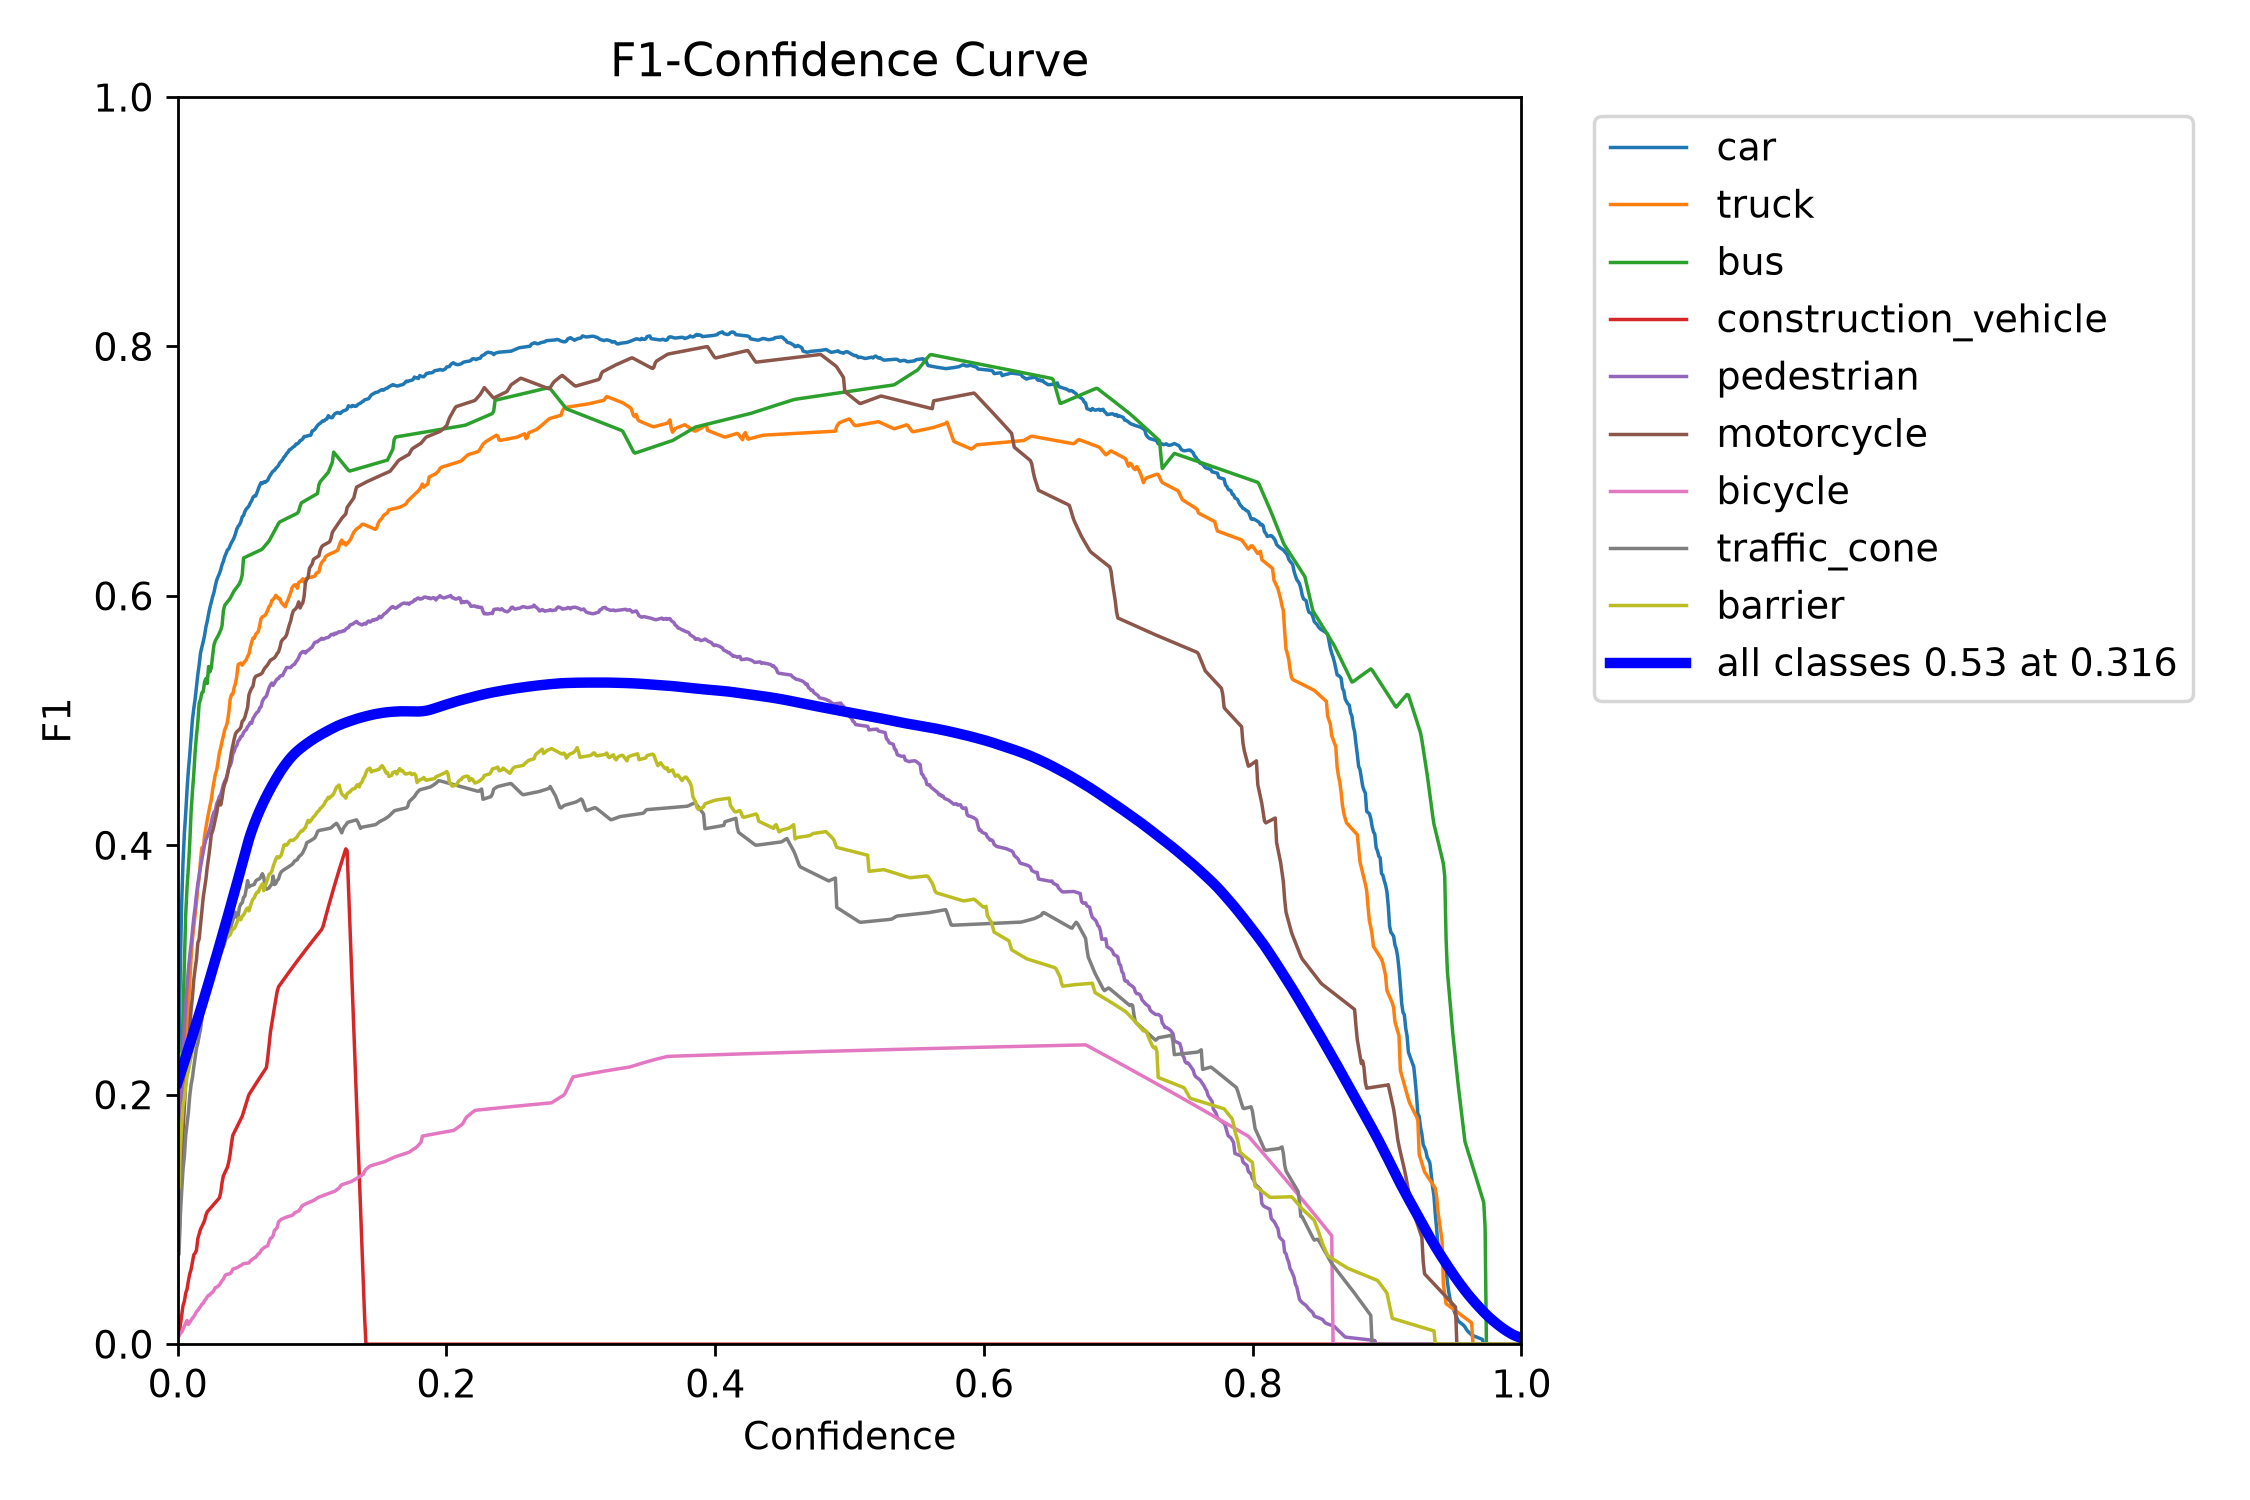 F1-Confidence Curve
1.0
0.8
0.6
0.4
0.2
0.0
F1
0.0 0.2 0.4 0.6 0.8 1.0
Confidence
car
truck
bus
construction_vehicle
pedestrian
motorcycle
bicycle
traffic_cone
barrier
all classes 0.53 at 0.316